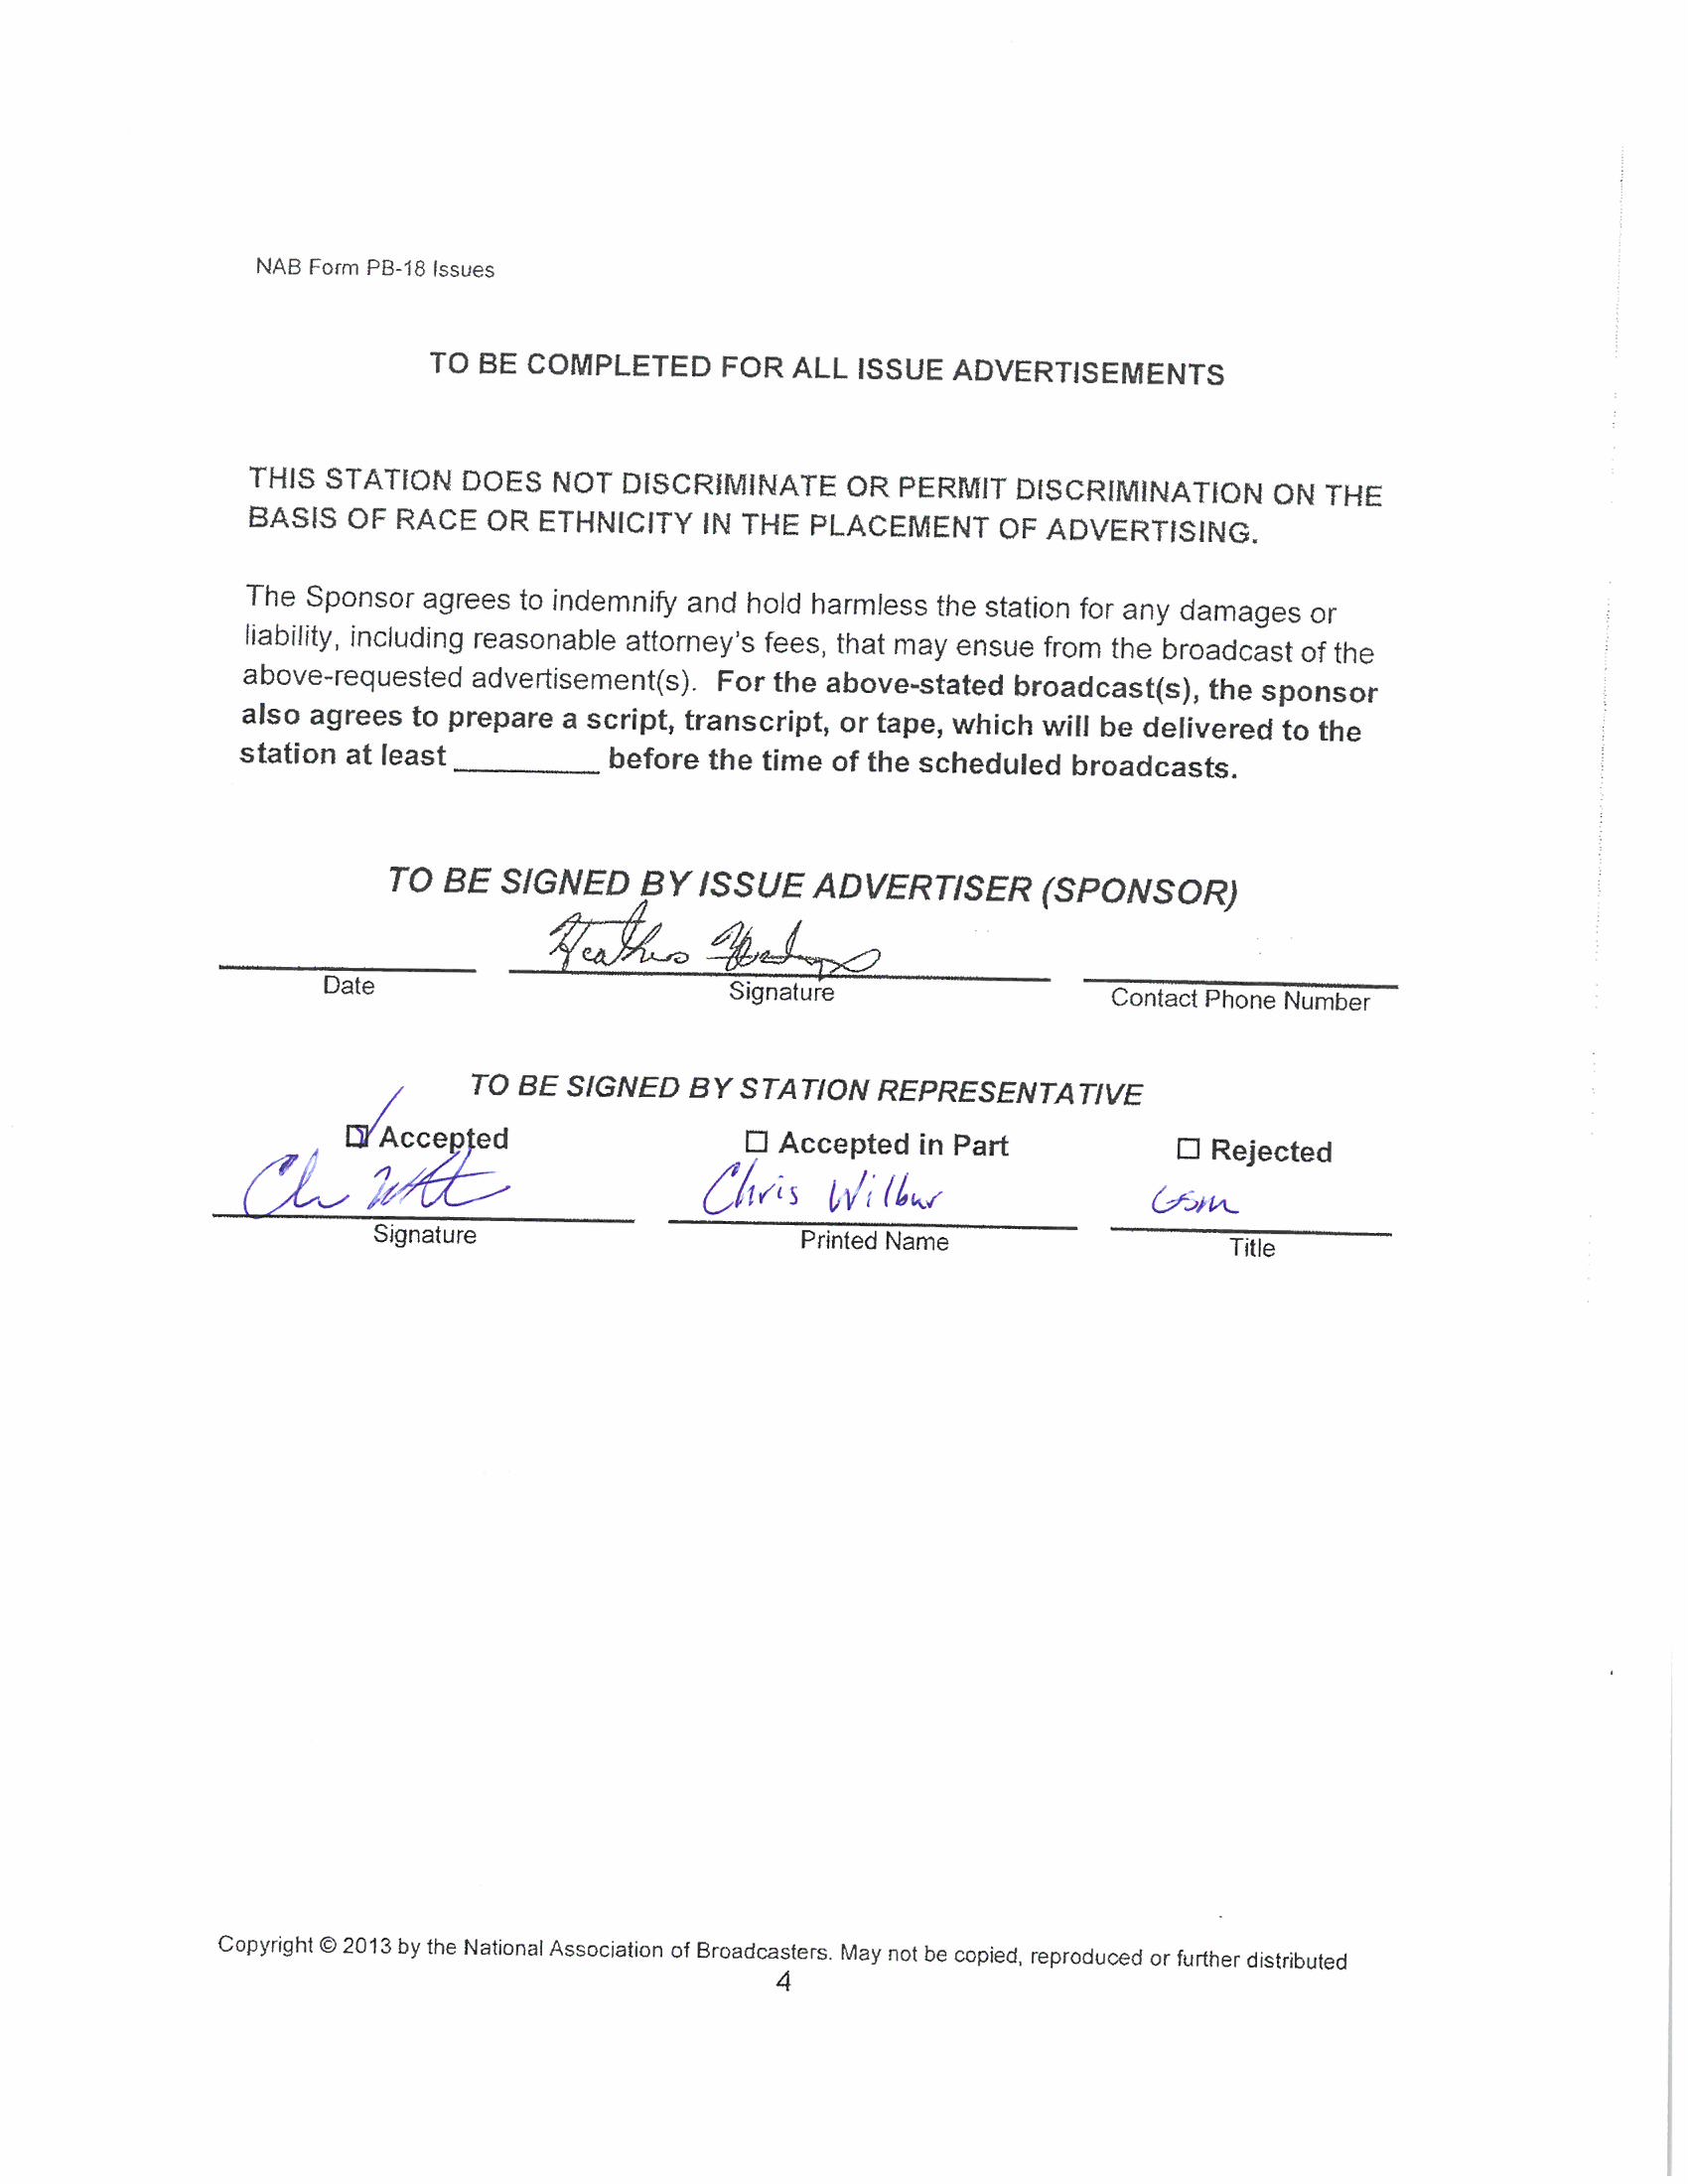 NAB Form PB-18 Issues
TO BE COMPLETED FOR ALL ISSUE ADVERTISEMENTS
THIS STATION DOES NOT DISCRIMINATE OR PERMIT DISCRIMINATION ON THE
BASIS OF RACE OR ETHNICITY IN THE PLACEMENT OF ADVERTISING.
The Sponsor agrees to indemnify and hold harmless the station for any damages or
liability, including reasonable attorney's fees, that may ensue from the broadcast of the
above-requested advertisement(s). For the above-stated broadcast(s), the sponsor
also agrees to prepare a script, transcript, or tape, which will be delivered to the
station at least __________ before the time of the scheduled broadcasts.
TO BE SIGNED BY ISSUE ADVERTISER (SPONSOR)
Heather
Date Signature Contact Phone Number
TO BE SIGNED BY STATION REPRESENTATIVE
Accepted Accepted in Part Rejected
Chris Wilbur GSM
Signature Printed Name Title
Copyright © 2013 by the National Association of Broadcasters. May not be copied, reproduced or further distributed
4